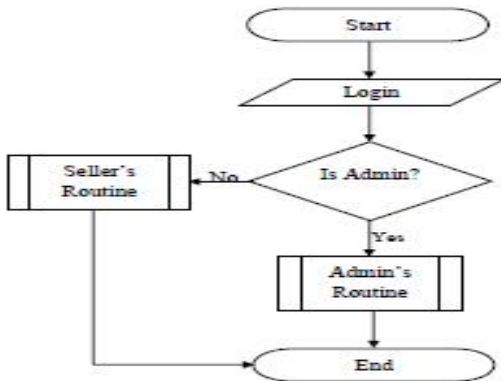 Start
Login
Is Admin?
No
Seller's
Routine
Yes
Admin's
Routine
End